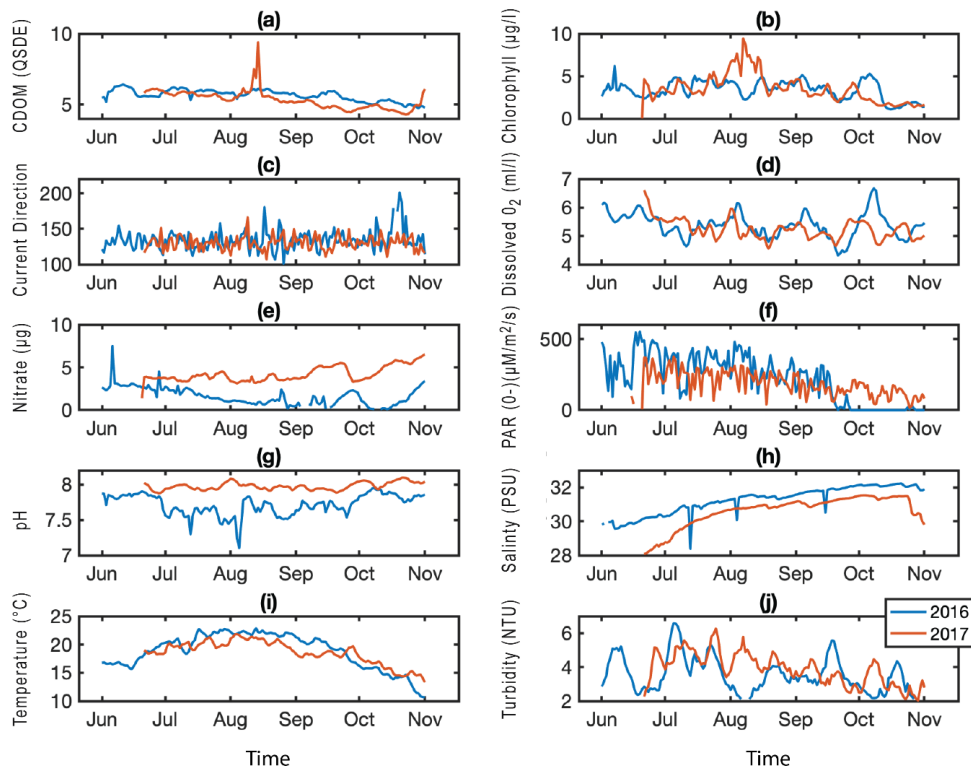 (a)
CDOM (QSDE)
10
5
Jun Jul Aug Sep Oct Nov
(b)
Chlorophyll (µg/l)
10
5
0
Jun Jul Aug Sep Oct Nov
(c)
Current Direction
200
150
100
Jun Jul Aug Sep Oct Nov
(d)
Dissolved 0₂ (ml/l)
7
6
5
4
Jun Jul Aug Sep Oct Nov
(e)
Nitrate (µg)
10
5
0
Jun Jul Aug Sep Oct Nov
(f)
PAR (0-)(µM/m²/s)
500
0
Jun Jul Aug Sep Oct Nov
(g)
pH
8
7.5
7
Jun Jul Aug Sep Oct Nov
(h)
Salinty (PSU)
32
30
28
Jun Jul Aug Sep Oct Nov
(i)
Temperature (°C)
25
20
15
10
Jun Jul Aug Sep Oct Nov
Time
(j)
Turbidity (NTU)
6
4
2
Jun Jul Aug Sep Oct Nov
Time
2016
2017